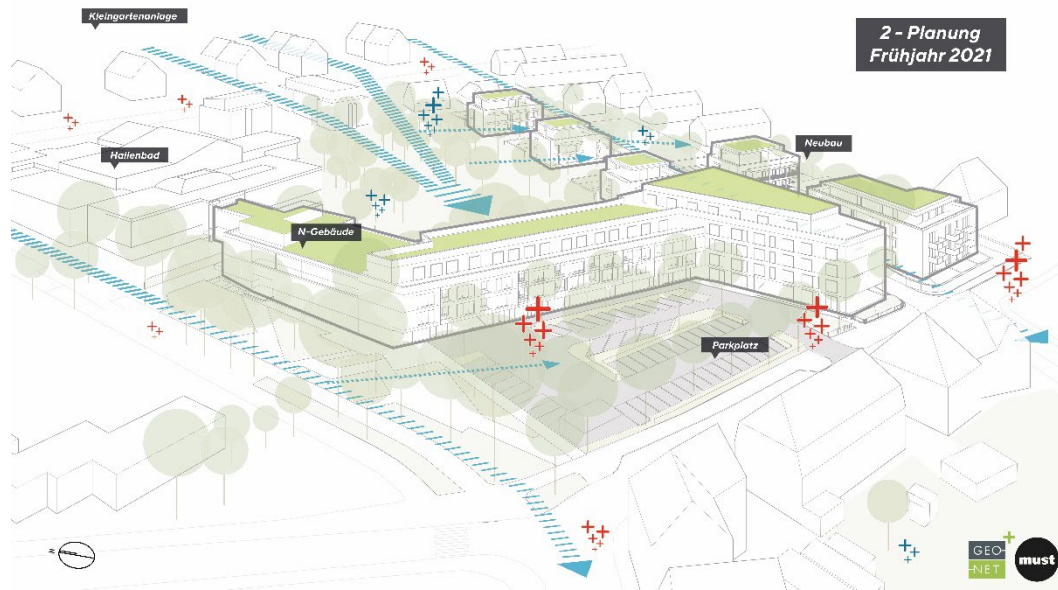 Kleingartenanlage
2 - Planung
Frühjahr 2021
Hallenbad
Neubau
N-Gebäude
Parkplatz
N
GEO-
-NET
must